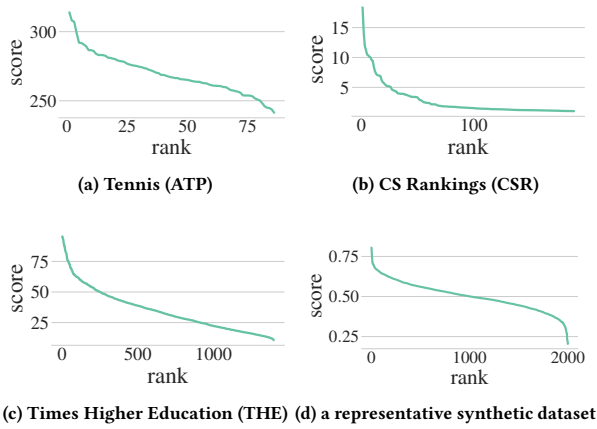 score
300
250
0
25
50
75
rank
(a) Tennis (ATP)
score
15
10
5
0
100
rank
(b) CS Rankings (CSR)
score
75
50
25
0
500
1000
rank
(c) Times Higher Education (THE)
score
0.75
0.50
0.25
0
1000
2000
rank
(d) a representative synthetic dataset